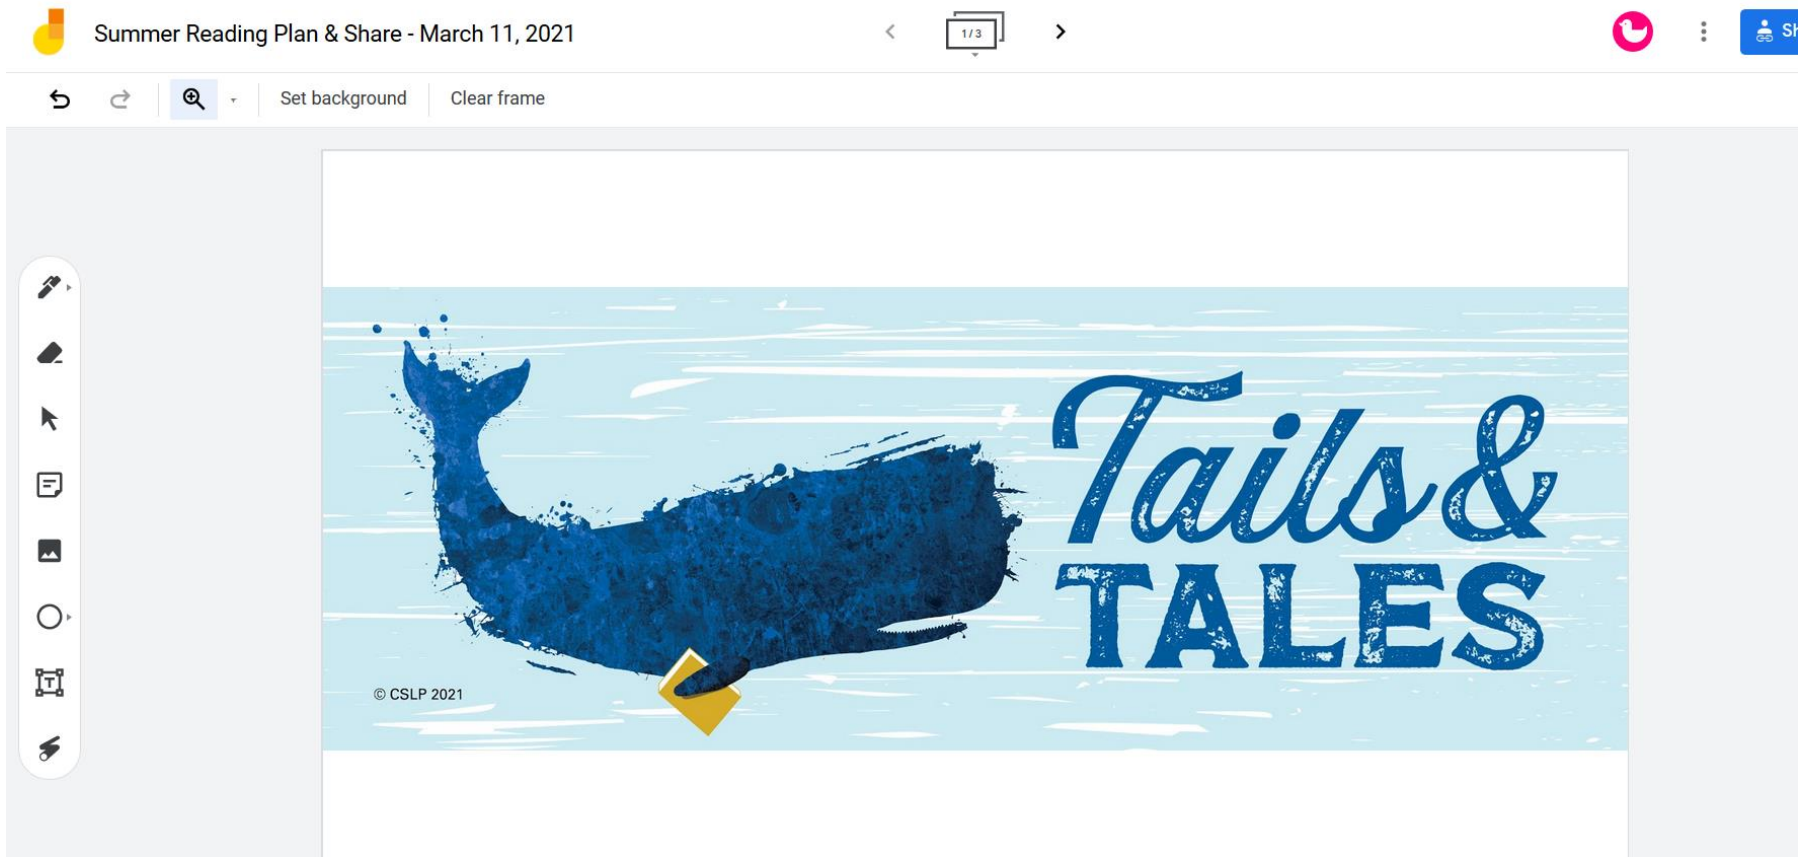 Summer Reading Plan & Share - March 11, 2021
1/3
Set background
Clear frame
Tails &
TALES
© CSLP 2021